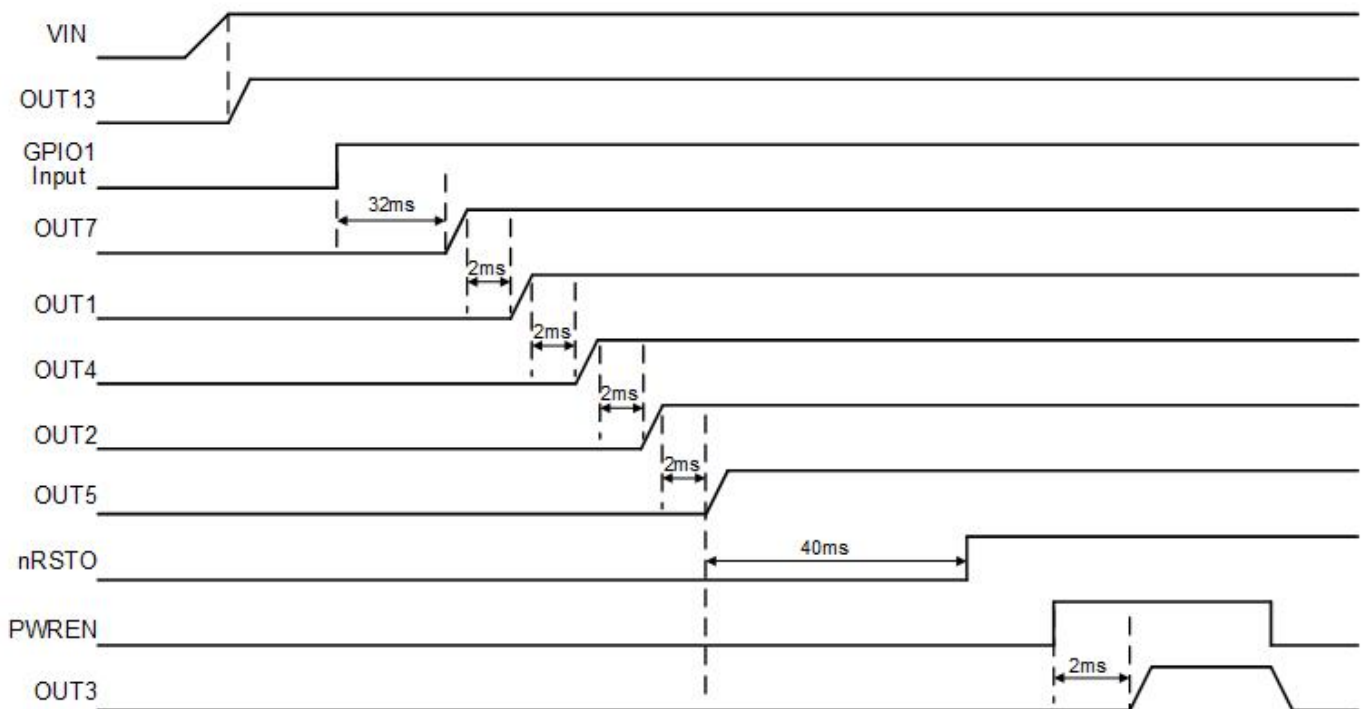 VIN
OUT13
GPIO1
Input
32ms
OUT7
2ms
OUT1
2ms
OUT4
2ms
OUT2
2ms
OUT5
40ms
nRSTO
PWREN
2ms
OUT3